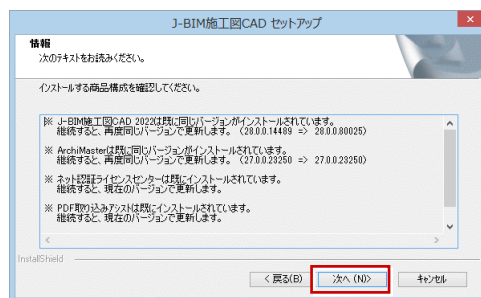 J-BIM施工図CAD セットアップ
情報
次のテキストをお読みください。
インストールする商品構成を確認してください。
※ J-BIM施工図CAD 2022は既に同じバージョンがインストールされています。
継続すると、再度同じバージョンで更新します。 (28.0.0.14489 => 28.0.0.80025)
※ ArchiMasterは既に同じバージョンがインストールされています。
継続すると、再度同じバージョンで更新します。 (27.0.0.23250 => 27.0.0.23250)
※ ネット認証ライセンスセンターは既にインストールされています。
継続すると、現在のバージョンで更新します。
※ PDF取り込みアシストは既にインストールされています。
継続すると、現在のバージョンで更新します。
InstallShield
< 戻る(B)
次へ (N)>
キャンセル